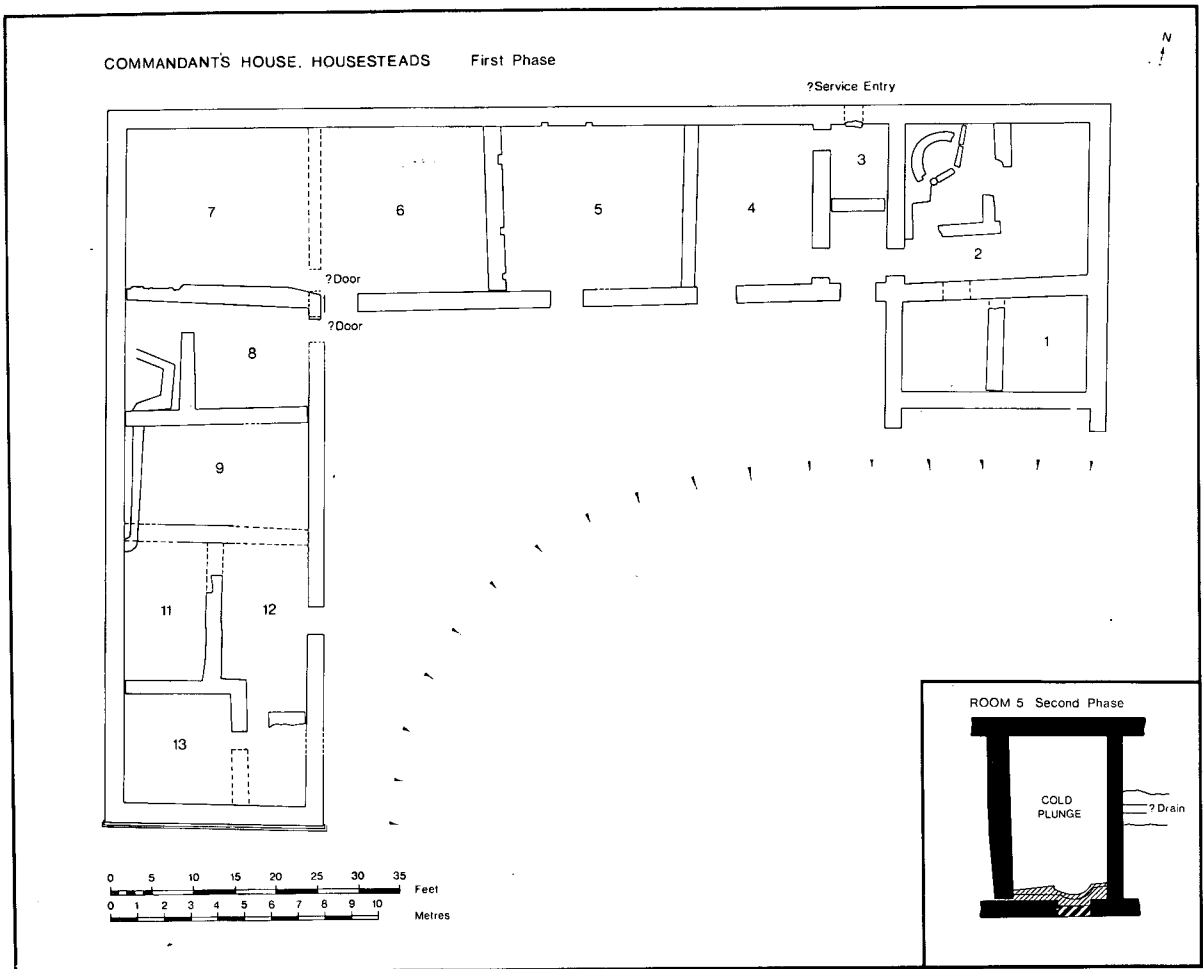 COMMANDANT'S HOUSE, HOUSESTEADS First Phase
N
?Service Entry
7
6
5
4
3
2
?Door
?Door
1
8
9
11
12
13
ROOM 5 Second Phase
COLD
PLUNGE
?Drain
0 5 10 15 20 25 30 35 Feet
0 1 2 3 4 5 6 7 8 9 10 Metres